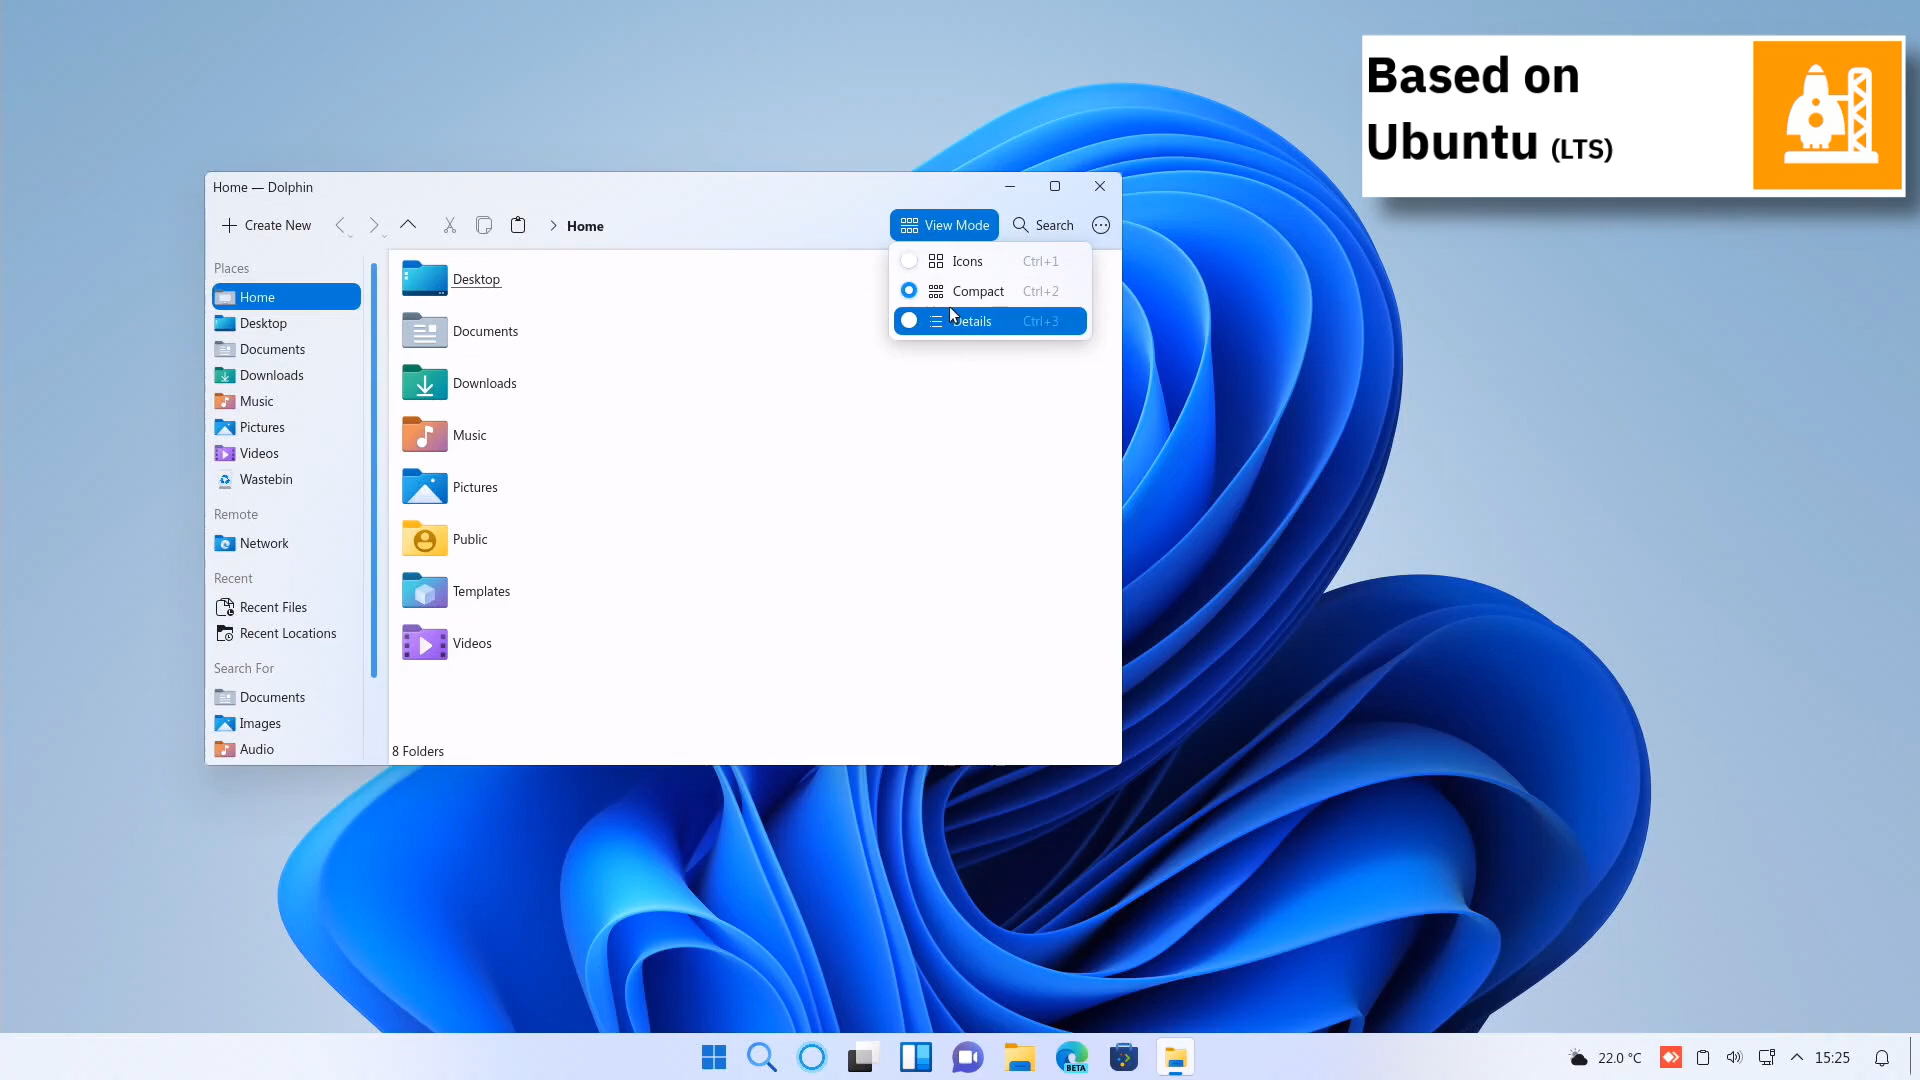 Based on
Ubuntu (LTS)
Home — Dolphin
Create New
Home
View Mode
Search
Icons Ctrl+1
Compact Ctrl+2
Details Ctrl+3
Places
Home
Desktop
Documents
Downloads
Music
Pictures
Videos
Wastebin
Remote
Network
Recent
Recent Files
Recent Locations
Search For
Documents
Images
Audio
Desktop
Documents
Downloads
Music
Pictures
Public
Templates
Videos
8 Folders
BETA
22.0 °C
15:25